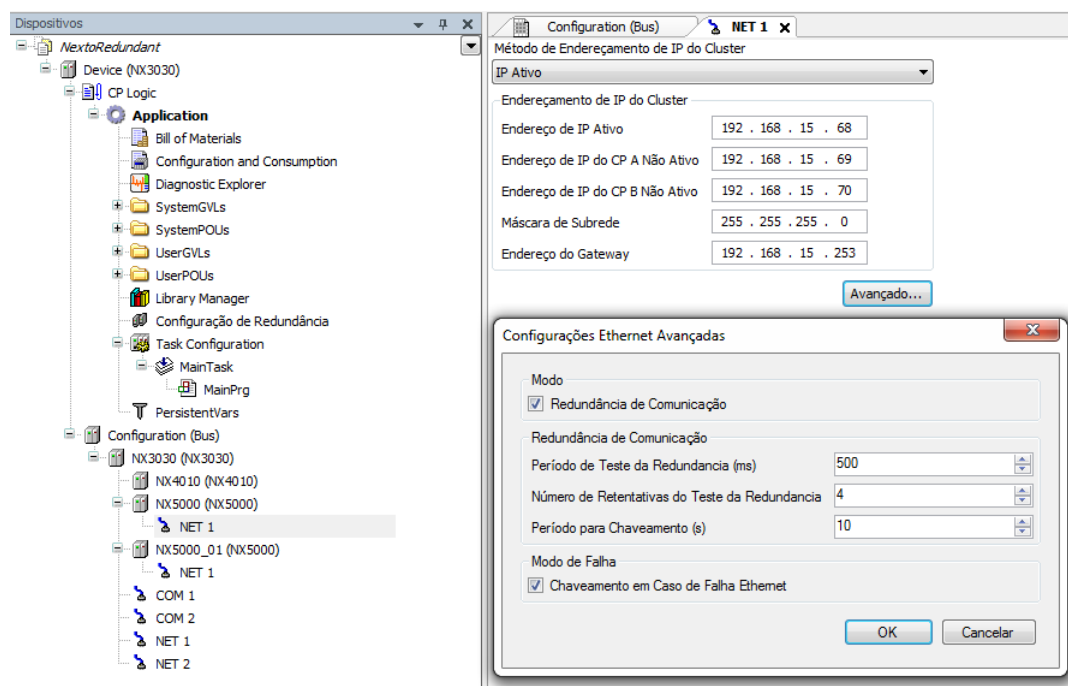 Dispositivos
NextoRedundant
Device (NX3030)
CP Logic
Application
Bill of Materials
Configuration and Consumption
Diagnostic Explorer
SystemGVLs
SystemPOUs
UserGVLs
UserPOUs
Library Manager
Configuração de Redundância
Task Configuration
MainTask
MainPrg
PersistentVars
Configuration (Bus)
NX3030 (NX3030)
NX4010 (NX4010)
NX5000 (NX5000)
NET 1
NX5000_01 (NX5000)
NET 1
COM 1
COM 2
NET 1
NET 2
Configuration (Bus) NET 1
Método de Endereçamento de IP do Cluster
IP Ativo
Endereçamento de IP do Cluster
Endereço de IP Ativo 192 . 168 . 15 . 68
Endereço de IP do CP A Não Ativo 192 . 168 . 15 . 69
Endereço de IP do CP B Não Ativo 192 . 168 . 15 . 70
Máscara de Subrede 255 . 255 . 255 . 0
Endereço do Gateway 192 . 168 . 15 . 253
Avançado...
Configurações Ethernet Avançadas
Modo
Redundância de Comunicação
Redundância de Comunicação
Período de Teste da Redundancia (ms) 500
Número de Retentativas do Teste da Redundancia 4
Período para Chaveamento (s) 10
Modo de Falha
Chaveamento em Caso de Falha Ethernet
OK Cancelar